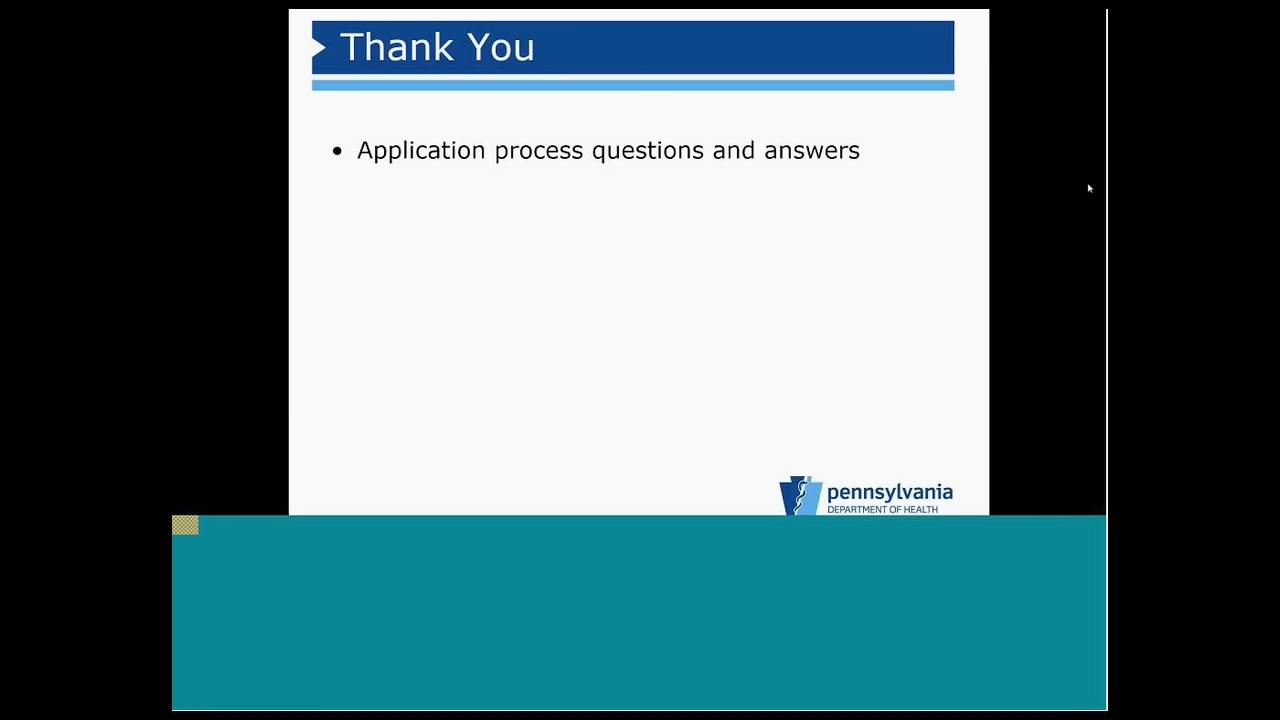 Thank You
• Application process questions and answers
pennsylvania
DEPARTMENT OF HEALTH